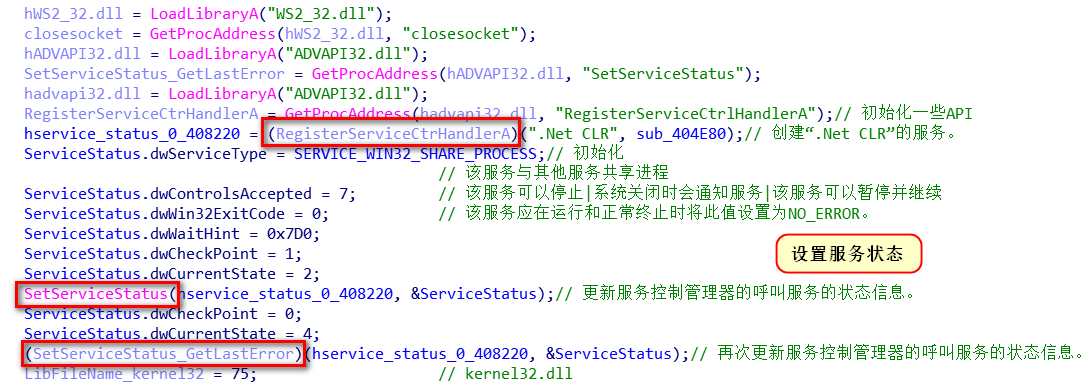 hWS2_32.dll = LoadLibraryA("WS2_32.dll");
closesocket = GetProcAddress(hWS2_32.dll, "closesocket");
hADVAPI32.dll = LoadLibraryA("ADVAPI32.dll");
SetServiceStatus_GetLastError = GetProcAddress(hADVAPI32.dll, "SetServiceStatus");
hadvapi32.dll = LoadLibraryA("ADVAPI32.dll");
RegisterServiceCtrHandlerA = GetProcAddress(hadvapi32.dll, "RegisterServiceCtrlHandlerA");// 初始化一些API
hservice_status_0_408220 = (RegisterServiceCtrHandlerA)(".Net CLR", sub_404E80);// 创建“.Net CLR”的服务。
ServiceStatus.dwServiceType = SERVICE_WIN32_SHARE_PROCESS;// 初始化
// 该服务与其他服务共享进程
ServiceStatus.dwControlsAccepted = 7; // 该服务可以停止|系统关闭时会通知服务|该服务可以暂停并继续
ServiceStatus.dwWin32ExitCode = 0; // 该服务应在运行和正常终止时将此值设置为NO_ERROR。
ServiceStatus.dwWaitHint = 0x7D0;
ServiceStatus.dwCheckPoint = 1;
设置服务状态
ServiceStatus.dwCurrentState = 2;
SetServiceStatus(hservice_status_0_408220, &ServiceStatus);// 更新服务控制管理器的呼叫服务的状态信息。
ServiceStatus.dwCheckPoint = 0;
ServiceStatus.dwCurrentState = 4;
(SetServiceStatus_GetLastError)(hservice_status_0_408220, &ServiceStatus);// 再次更新服务控制管理器的呼叫服务的状态信息。
LibFileName_kernel32 = 75; // kernel32.dll